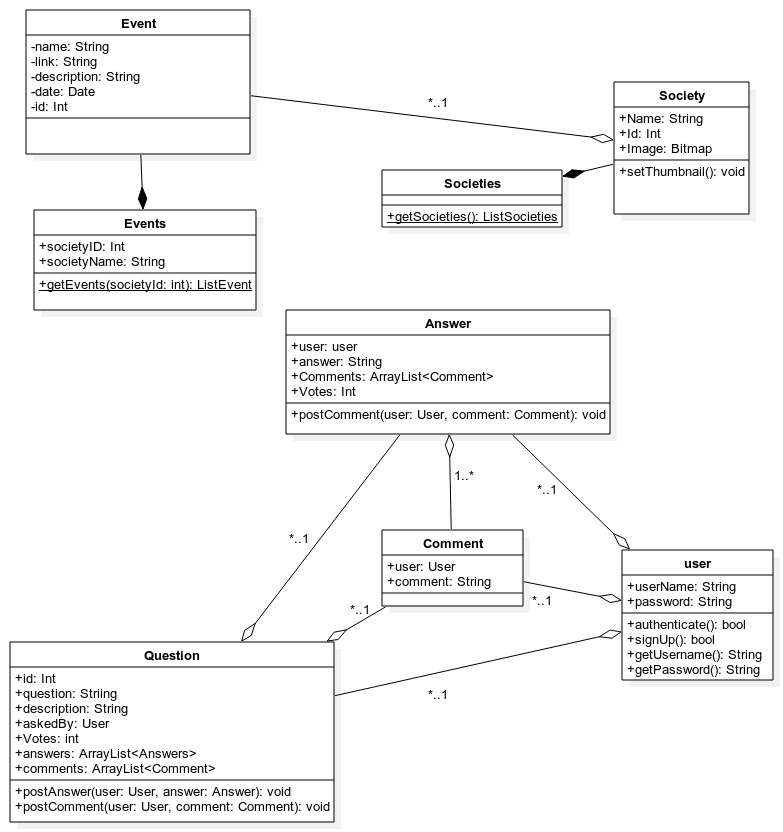 Event
-name: String
-link: String
-description: String
-date: Date
-id: Int
*..1
Society
+Name: String
+Id: Int
+Image: Bitmap
+setThumbnail(): void
Societies
+getSocieties(): ListSocieties
Events
+societyID: Int
+societyName: String
+getEvents(societyId: int): ListEvent
Answer
+user: user
+answer: String
+Comments: ArrayList<Comment>
+Votes: Int
+postComment(user: User, comment: Comment): void
1..*
*..1
*..1
Comment
+user: User
+comment: String
*..1
*..1
user
+userName: String
+password: String
+authenticate(): bool
+signUp(): bool
+getUsername(): String
+getPassword(): String
*..1
Question
+id: Int
+question: Striing
+description: String
+askedBy: User
+Votes: int
+answers: ArrayList<Answers>
+comments: ArrayList<Comment>
+postAnswer(user: User, answer: Answer): void
+postComment(user: User, comment: Comment): void